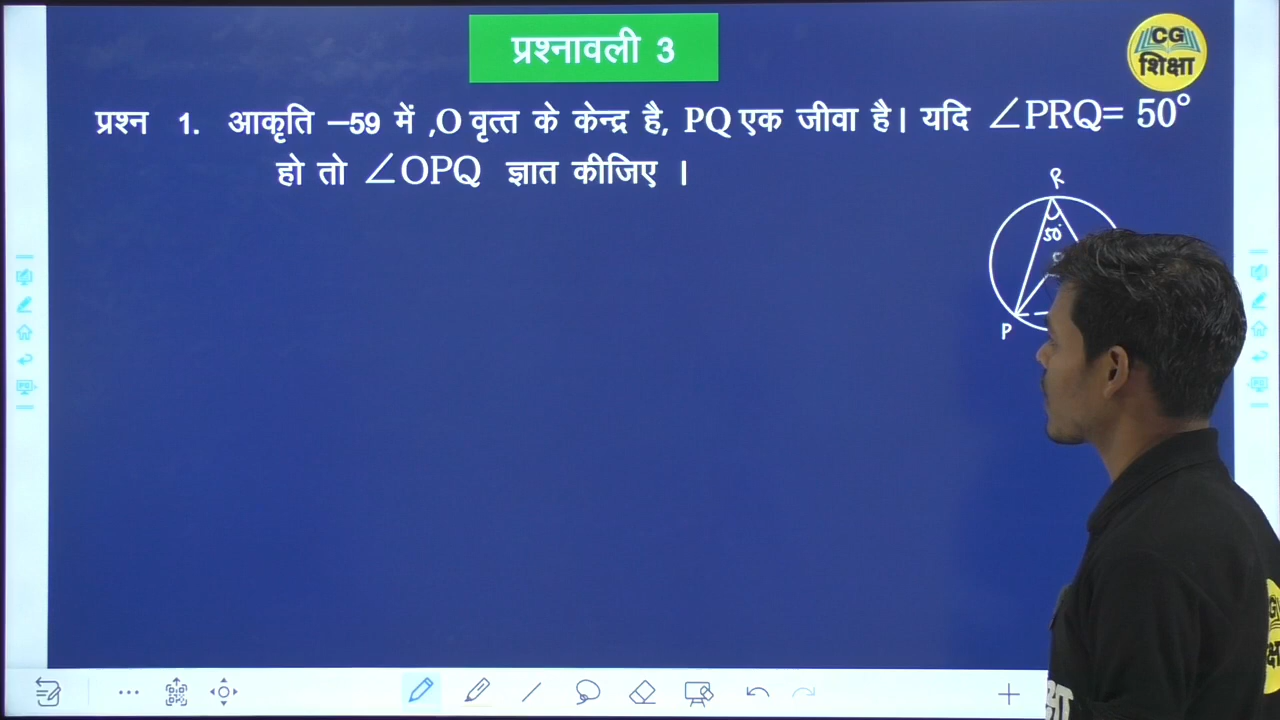 प्रश्नावली 3
CG
शिक्षा
प्रश्न 1. आकृति –59 में ,O वृत्त के केन्द्र है, PQ एक जीवा है। यदि ∠PRQ= 50°
हो तो ∠OPQ ज्ञात कीजिए ।
R
50°
P